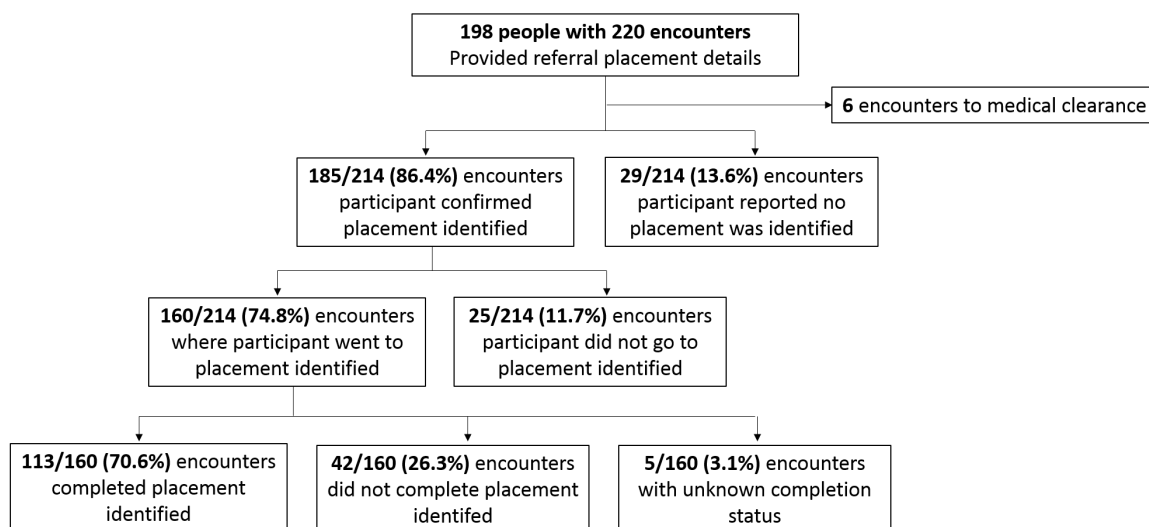 198 people with 220 encounters
Provided referral placement details
6 encounters to medical clearance
185/214 (86.4%) encounters
participant confirmed
placement identified
29/214 (13.6%) encounters
participant reported no
placement was identified
160/214 (74.8%) encounters
where participant went to
placement identified
25/214 (11.7%) encounters
participant did not go to
placement identified
113/160 (70.6%) encounters
completed placement
identified
42/160 (26.3%) encounters
did not complete placement
identifed
5/160 (3.1%) encounters
with unknown completion
status